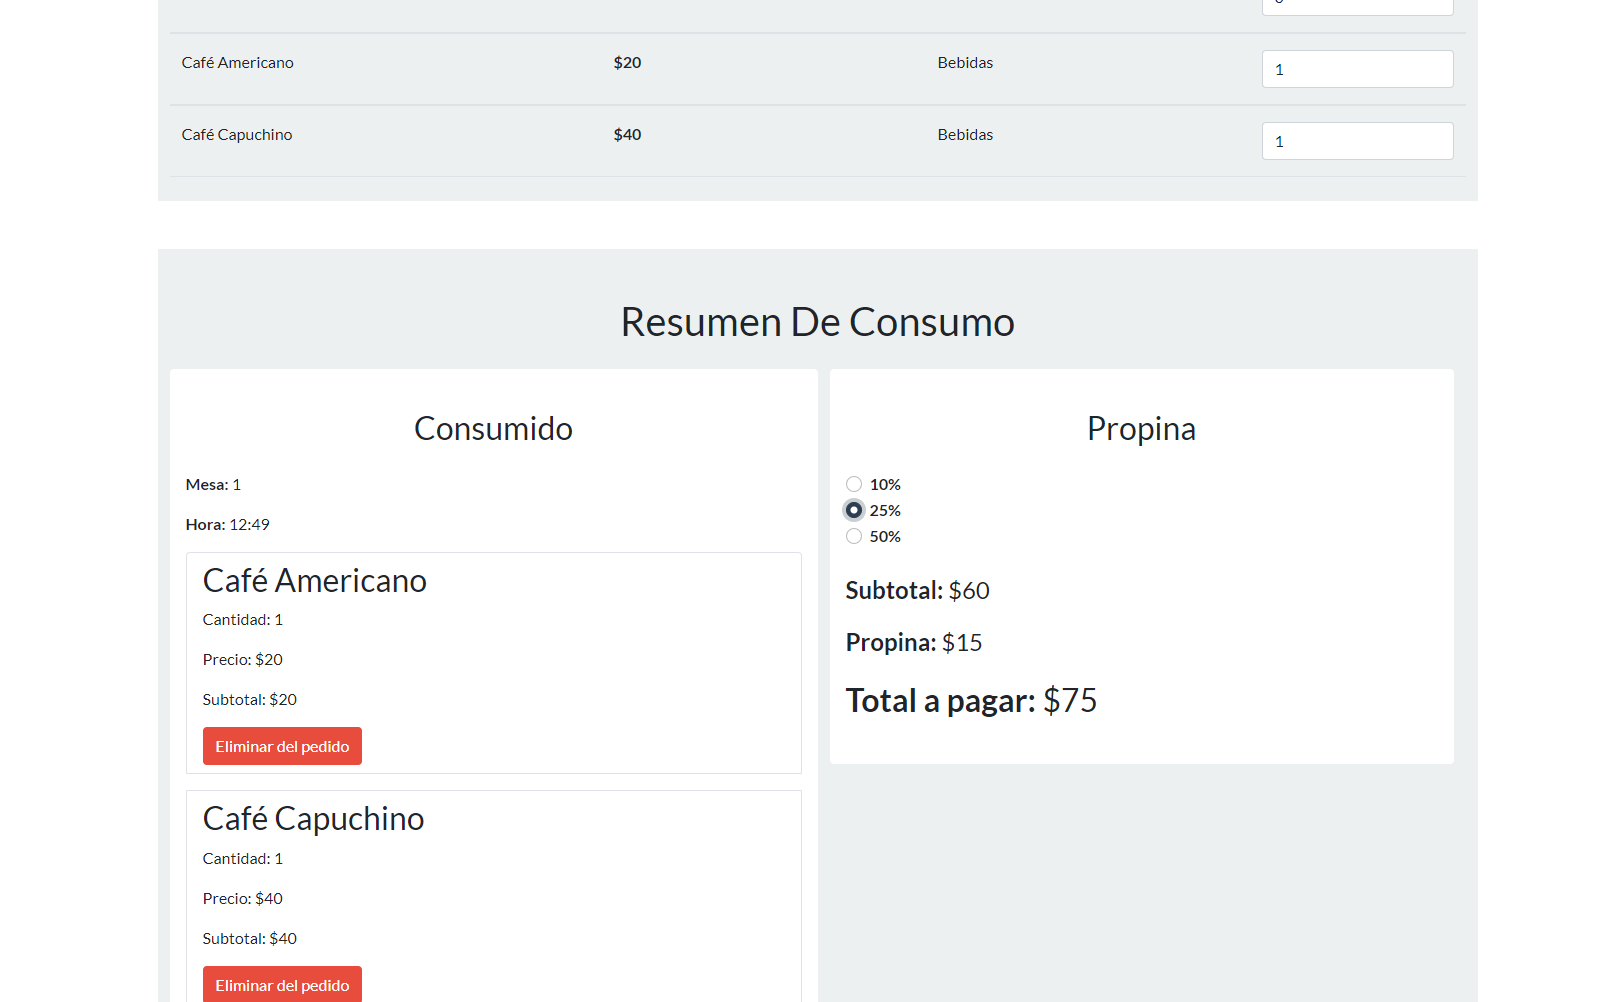 Café Americano $20 Bebidas 1
Café Capuchino $40 Bebidas 1
Resumen De Consumo
Consumido
Mesa: 1
Hora: 12:49
Café Americano
Cantidad: 1
Precio: $20
Subtotal: $20
Eliminar del pedido
Café Capuchino
Cantidad: 1
Precio: $40
Subtotal: $40
Eliminar del pedido
Propina
10%
25%
50%
Subtotal: $60
Propina: $15
Total a pagar: $75